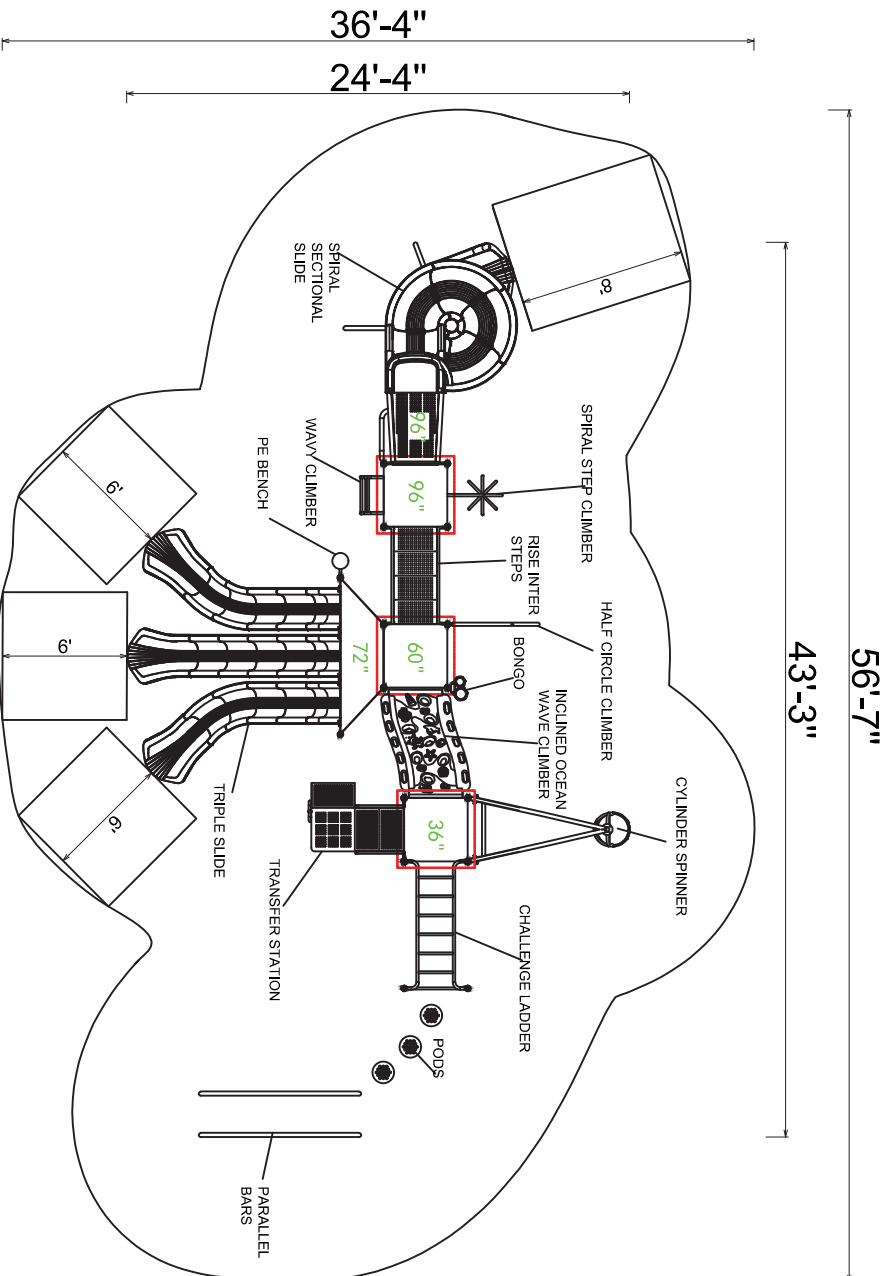 36'-4"
24'-4"
56'-7"
43'-3"
8'
SPIRAL
SECTIONAL
SLIDE
96"
96"
SPIRAL STEP CLIMBER
WAVY CLIMBER
PE BENCH
RISE INTER
STEPS
HALF CIRCLE CLIMBER
BONGO
60"
72"
INCLINED OCEAN
WAVE CLIMBER
CYLINDER SPINNER
6'
6'
6'
TRIPLE SLIDE
36"
TRANSFER STATION
CHALLENGE LADDER
PODS
PARALLEL
BARS